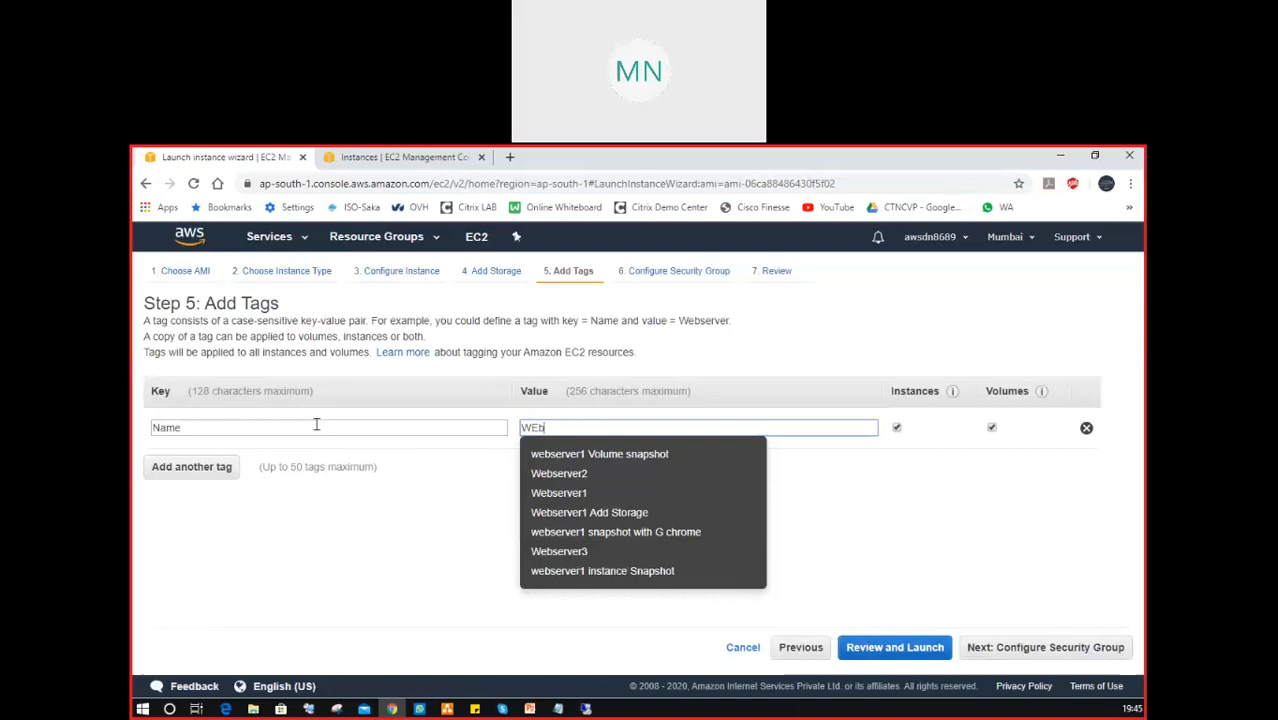 MN
Launch instance wizard | EC2 Ma
Instances | EC2 Management Co
ap-south-1.console.aws.amazon.com/ec2/v2/home?region=ap-south-1#LaunchInstanceWizard:ami=ami-06ca88486430f5f02
Apps Bookmarks Settings ISO-Saka OVH Citrix LAB Online Whiteboard Citrix Demo Center Cisco Finesse YouTube CTNCVP - Google... WA »
aws Services Resource Groups EC2 awsdn8689 Mumbai Support
1. Choose AMI 2. Choose Instance Type 3. Configure Instance 4. Add Storage 5. Add Tags 6. Configure Security Group 7. Review
Step 5: Add Tags
A tag consists of a case-sensitive key-value pair. For example, you could define a tag with key = Name and value = Webserver.
A copy of a tag can be applied to volumes, instances or both.
Tags will be applied to all instances and volumes. Learn more about tagging your Amazon EC2 resources.
Key (128 characters maximum) Value (256 characters maximum) Instances Volumes
Name WEb
webserver1 Volume snapshot
Add another tag (Up to 50 tags maximum)
Webserver2
Webserver1
Webserver1 Add Storage
webserver1 snapshot with G chrome
Webserver3
webserver1 instance Snapshot
Cancel Previous Review and Launch Next: Configure Security Group
Feedback English (US) © 2008 - 2020, Amazon Internet Services Private Ltd. or its affiliates. All rights reserved. Privacy Policy Terms of Use
19:45